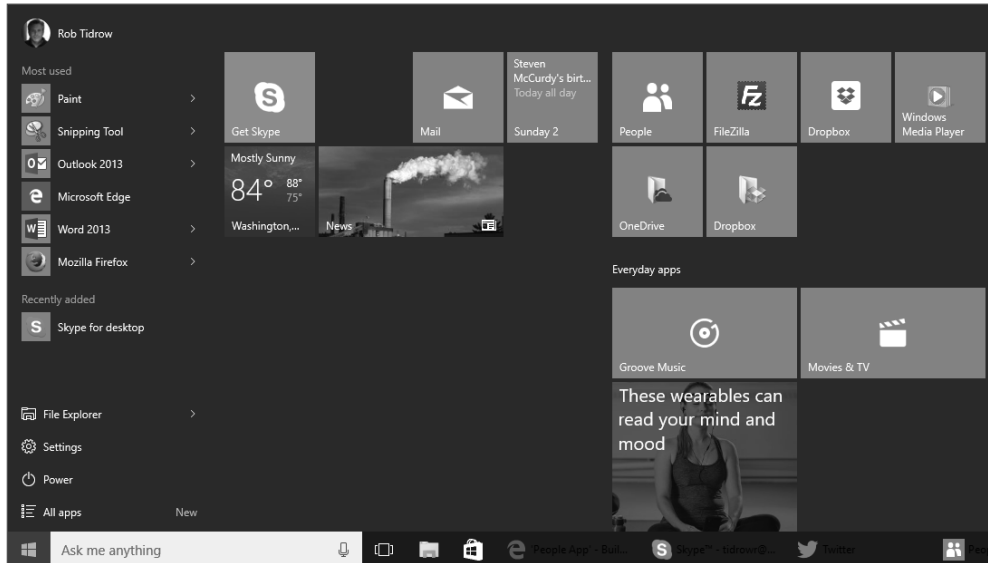 Rob Tidrow
Most used
Paint
Snipping Tool
Outlook 2013
Microsoft Edge
Word 2013
Mozilla Firefox
Recently added
Skype for desktop
File Explorer
Settings
Power
All apps New
Get Skype
Mail
Steven
McCurdy's birt...
Today all day
Sunday 2
Mostly Sunny
84° 88°
75°
Washington,...
News
People
FileZilla
Dropbox
Windows
Media Player
OneDrive
Dropbox
Everyday apps
Groove Music
Movies & TV
These wearables can
read your mind and
mood
Ask me anything
People App' - Buil...
Skype™ - tidrowr@...
Twitter
Peop